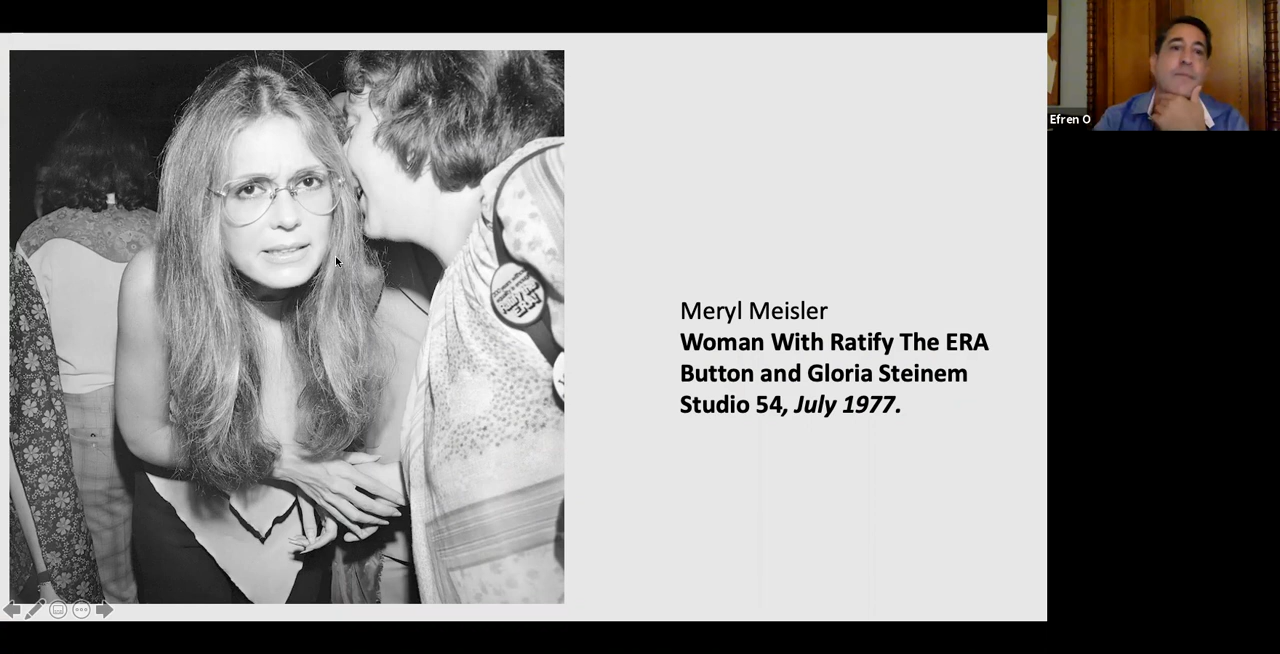 Meryl Meisler
Woman With Ratify The ERA
Button and Gloria Steinem
Studio 54, July 1977.
Efren O